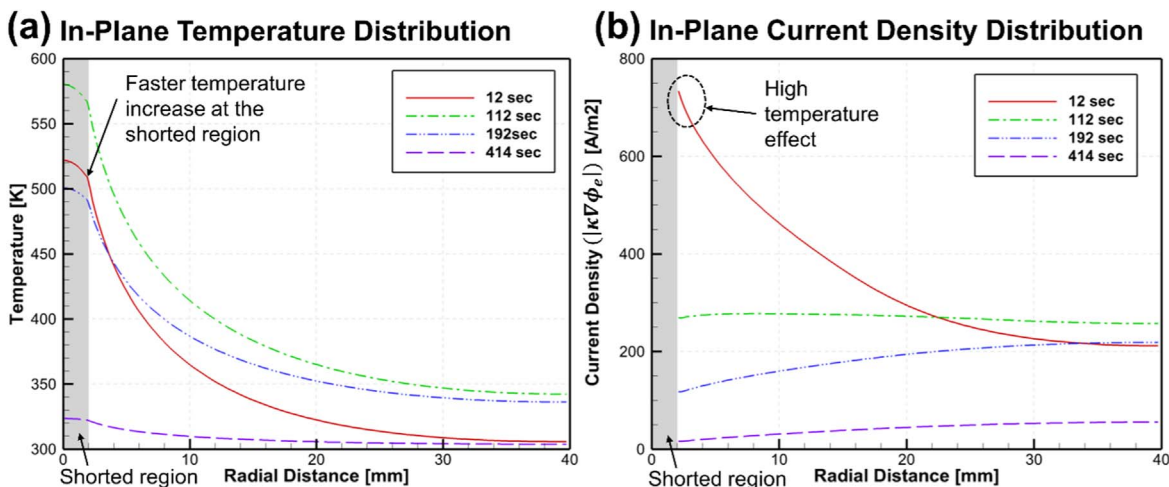 (a) In-Plane Temperature Distribution
600
550
500
450
400
350
300
Temperature [K]
Faster temperature
increase at the
shorted region
12 sec
112 sec
192sec
414 sec
0
10
20
30
40
Shorted region
Radial Distance [mm]
(b) In-Plane Current Density Distribution
800
600
400
200
0
Current Density (|κ∇ϕₑ|) [A/m2]
High
temperature
effect
12 sec
112 sec
192 sec
414 sec
0
10
20
30
40
Shorted region
Radial Distance [mm]